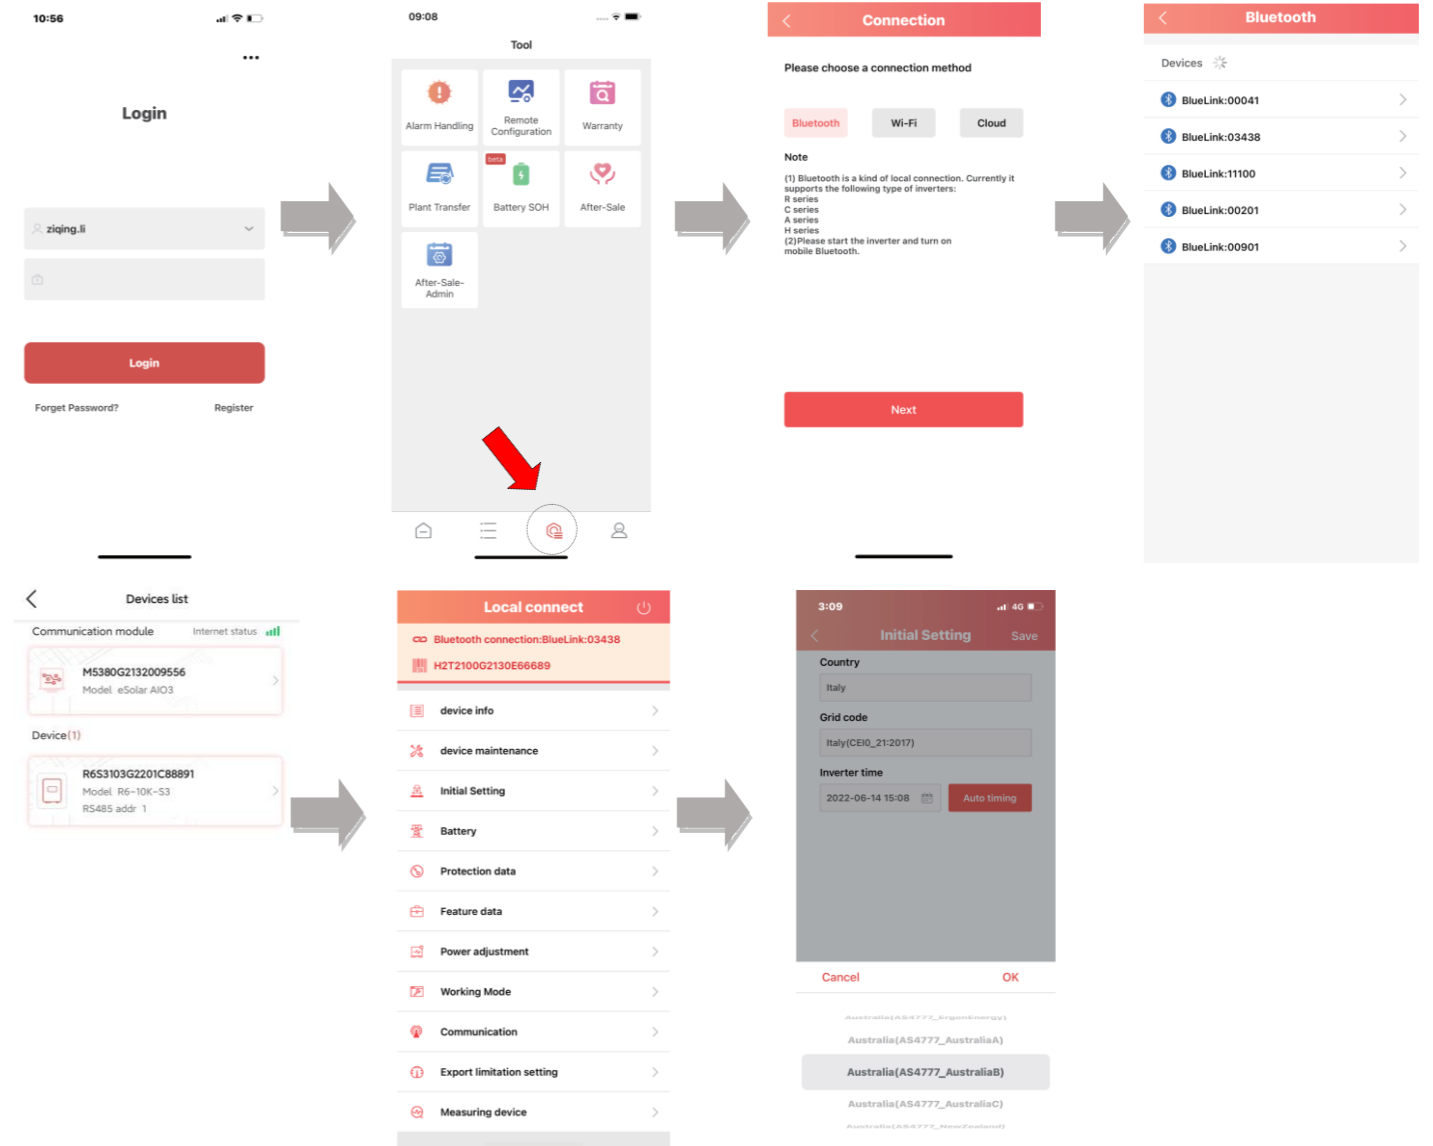 10:56
Login
ziqing.li
Login
Forget Password?
Register
09:08
Tool
Alarm Handling
Remote
Configuration
Warranty
Plant Transfer
beta
Battery SOH
After-Sale
After-Sale-
Admin
Connection
Please choose a connection method
Bluetooth
Wi-Fi
Cloud
Note
(1) Bluetooth is a kind of local connection. Currently it
supports the following type of inverters:
R series
C series
A series
H series
(2)Please start the inverter and turn on
mobile Bluetooth.
Next
Bluetooth
Devices
BlueLink:00041
BlueLink:03438
BlueLink:11100
BlueLink:00201
BlueLink:00901
Devices list
Communication module
Internet status
M5380G2132009556
Model eSolar AIO3
Device(1)
R6S3103G2201C88891
Model R6-10K-S3
RS485 addr 1
Local connect
Bluetooth connection:BlueLink:03438
H2T2100G2130E66689
device info
device maintenance
Initial Setting
Battery
Protection data
Feature data
Power adjustment
Working Mode
Communication
Export limitation setting
Measuring device
3:09
4G
Initial Setting
Save
Country
Italy
Grid code
Italy(CEI0_21:2017)
Inverter time
2022-06-14 15:08
Auto timing
Cancel
OK
Australia(AS4777_ErgonEnergy)
Australia(AS4777_AustraliaA)
Australia(AS4777_AustraliaB)
Australia(AS4777_AustraliaC)
Australia(AS4777_NewZealand)